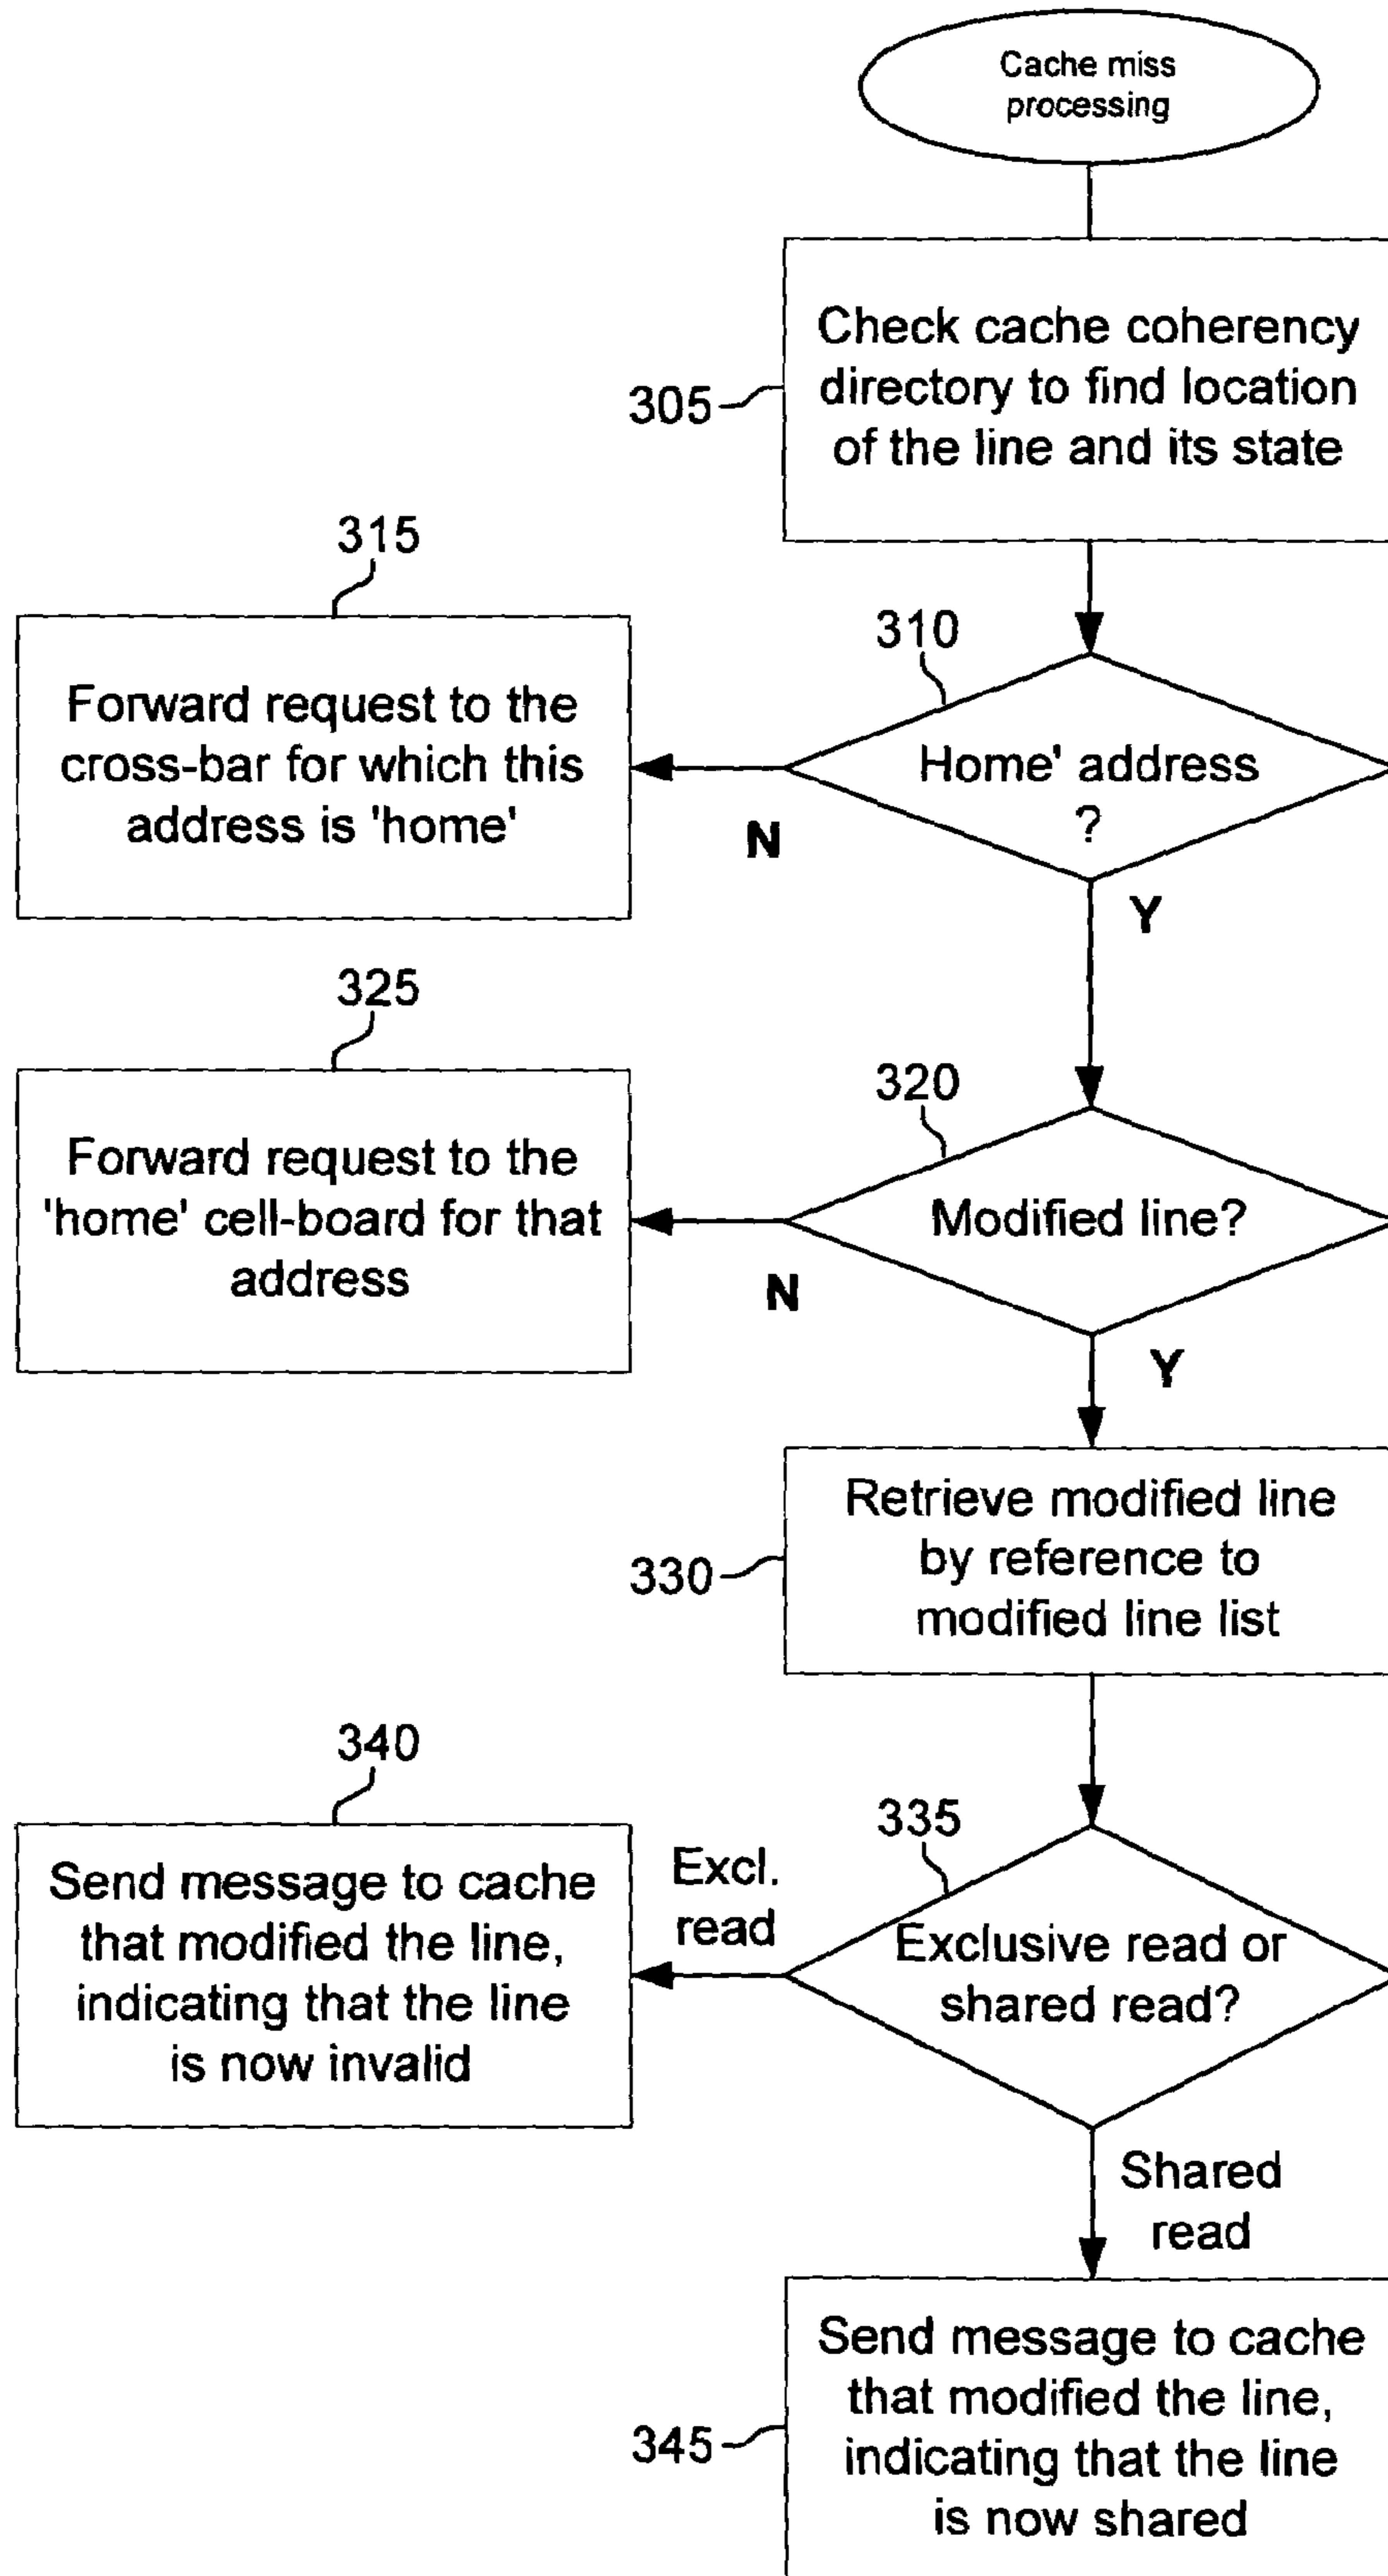 Cache miss
processing
305
Check cache coherency
directory to find location
of the line and its state
315
Forward request to the
cross-bar for which this
address is 'home'
310
Home' address
?
N
Y
325
Forward request to the
'home' cell-board for that
address
320
Modified line?
N
Y
330
Retrieve modified line
by reference to
modified line list
340
Send message to cache
that modified the line,
indicating that the line
is now invalid
Excl.
read
335
Exclusive read or
shared read?
Shared
read
345
Send message to cache
that modified the line,
indicating that the line
is now shared